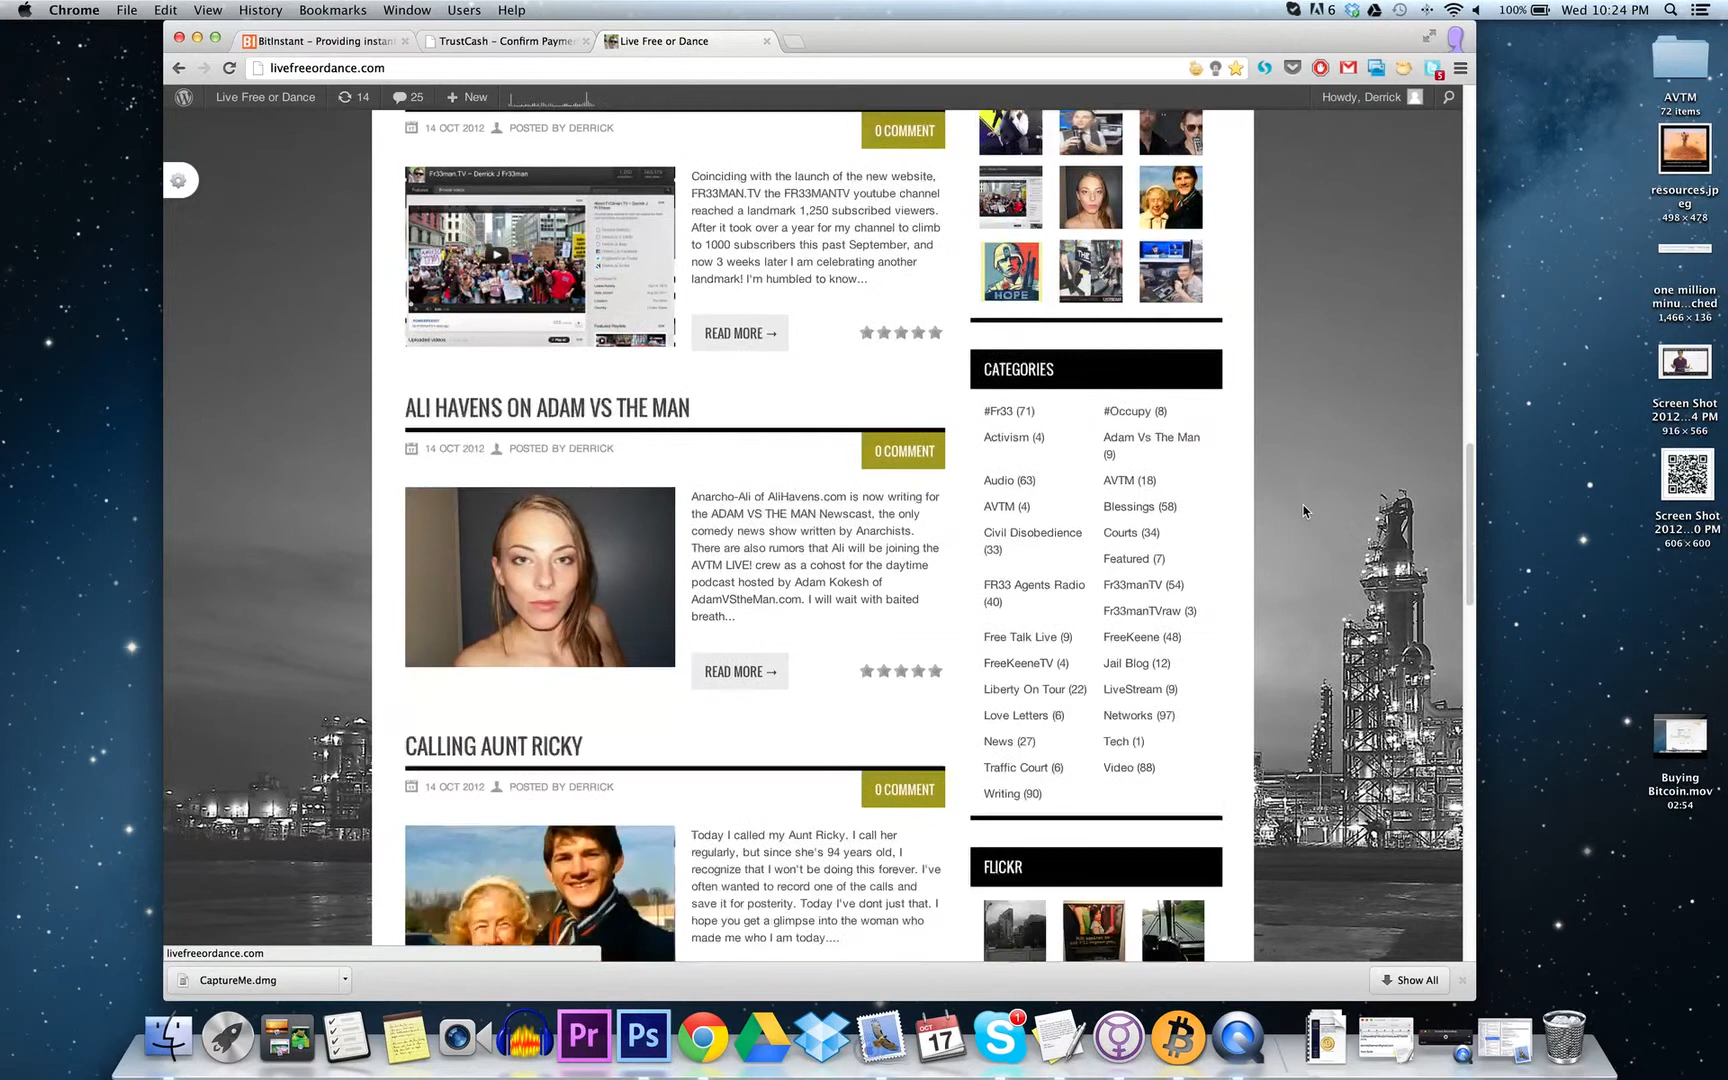 Chrome File Edit View History Bookmarks Window Users Help
6 100% Wed 10:24 PM
BitInstant – Providing instant
TrustCash – Confirm Payme
Live Free or Dance
livefreeordance.com
5
Live Free or Dance 14 25 + New
Howdy, Derrick
14 OCT 2012 POSTED BY DERRICK
0 COMMENT
Fr33man.TV – Derrick J Fr33man
Coinciding with the launch of the new website,
FR33MAN.TV the FR33MANTV youtube channel
reached a landmark 1,250 subscribed viewers.
After it took over a year for my channel to climb
to 1000 subscribers this past September, and
now 3 weeks later I am celebrating another
landmark! I'm humbled to know...
READ MORE →
ALI HAVENS ON ADAM VS THE MAN
14 OCT 2012 POSTED BY DERRICK
0 COMMENT
Anarcho-Ali of AliHavens.com is now writing for
the ADAM VS THE MAN Newscast, the only
comedy news show written by Anarchists.
There are also rumors that Ali will be joining the
AVTM LIVE! crew as a cohost for the daytime
podcast hosted by Adam Kokesh of
AdamVStheMan.com. I will wait with baited
breath...
READ MORE →
CALLING AUNT RICKY
14 OCT 2012 POSTED BY DERRICK
0 COMMENT
Today I called my Aunt Ricky. I call her
regularly, but since she's 94 years old, I
recognize that I won't be doing this forever. I've
often wanted to record one of the calls and
save it for posterity. Today I've dont just that. I
hope you get a glimpse into the woman who
made me who I am today....
HOPE
CATEGORIES
#Fr33 (71)
#Occupy (8)
Activism (4)
Adam Vs The Man
(9)
Audio (63)
AVTM (18)
AVTM (4)
Blessings (58)
Civil Disobedience
(33)
Courts (34)
Featured (7)
FR33 Agents Radio
(40)
Fr33manTV (54)
Fr33manTVraw (3)
Free Talk Live (9)
FreeKeene (48)
FreeKeeneTV (4)
Jail Blog (12)
Liberty On Tour (22)
LiveStream (9)
Love Letters (6)
Networks (97)
News (27)
Tech (1)
Traffic Court (6)
Video (88)
Writing (90)
FLICKR
livefreeordance.com
CaptureMe.dmg
Show All
AVTM
72 items
resources.jp
eg
498 × 478
one million
minu...ched
1,466 × 136
Screen Shot
2012...4 PM
916 × 566
Screen Shot
2012...0 PM
606 × 600
Buying
Bitcoin.mov
02:54
Pr
Ps
OCT
17
S
1